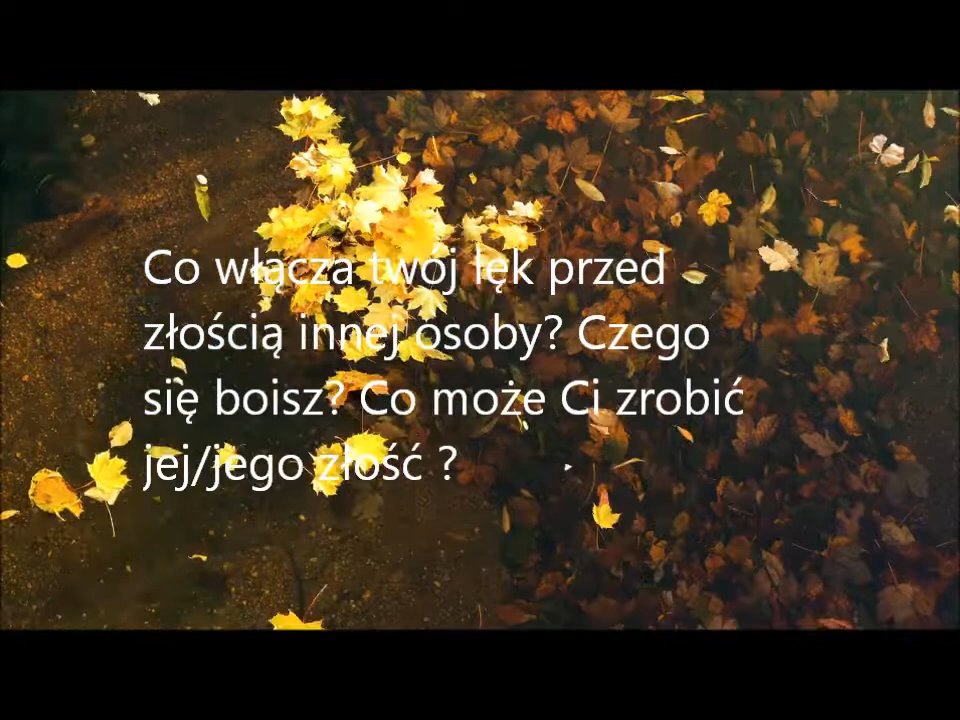 Co włącza twój lęk przed
złością innej osoby? Czego
się boisz? Co może Ci zrobić
jej/jego złość ?